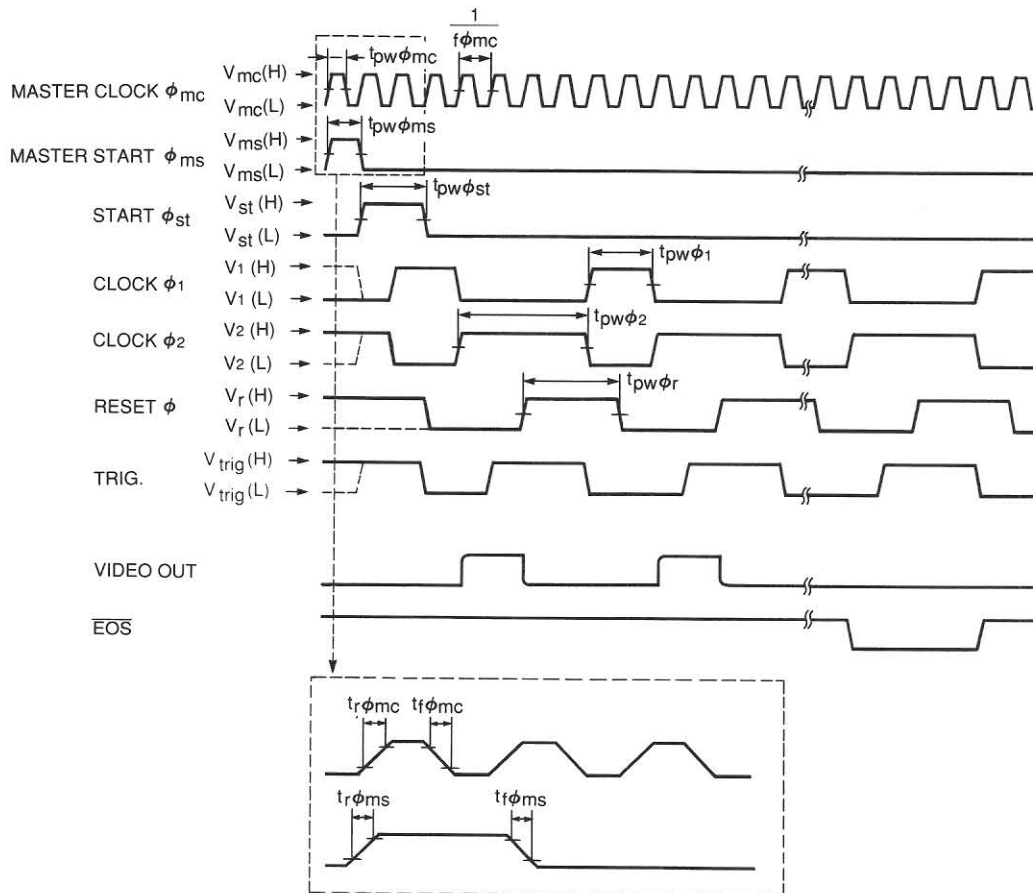 1
fϕmc
tpwϕmc
MASTER CLOCK ϕmc
Vmc(H)
Vmc(L)
tpwϕms
MASTER START ϕms
Vms(H)
Vms(L)
tpwϕst
START ϕst
Vst (H)
Vst (L)
tpwϕ1
CLOCK ϕ1
V1 (H)
V1 (L)
tpwϕ2
CLOCK ϕ2
V2 (H)
V2 (L)
tpwϕr
RESET ϕ
Vr (H)
Vr (L)
TRIG.
Vtrig (H)
Vtrig (L)
VIDEO OUT
EOS
trϕmc tfϕmc
trϕms tfϕms